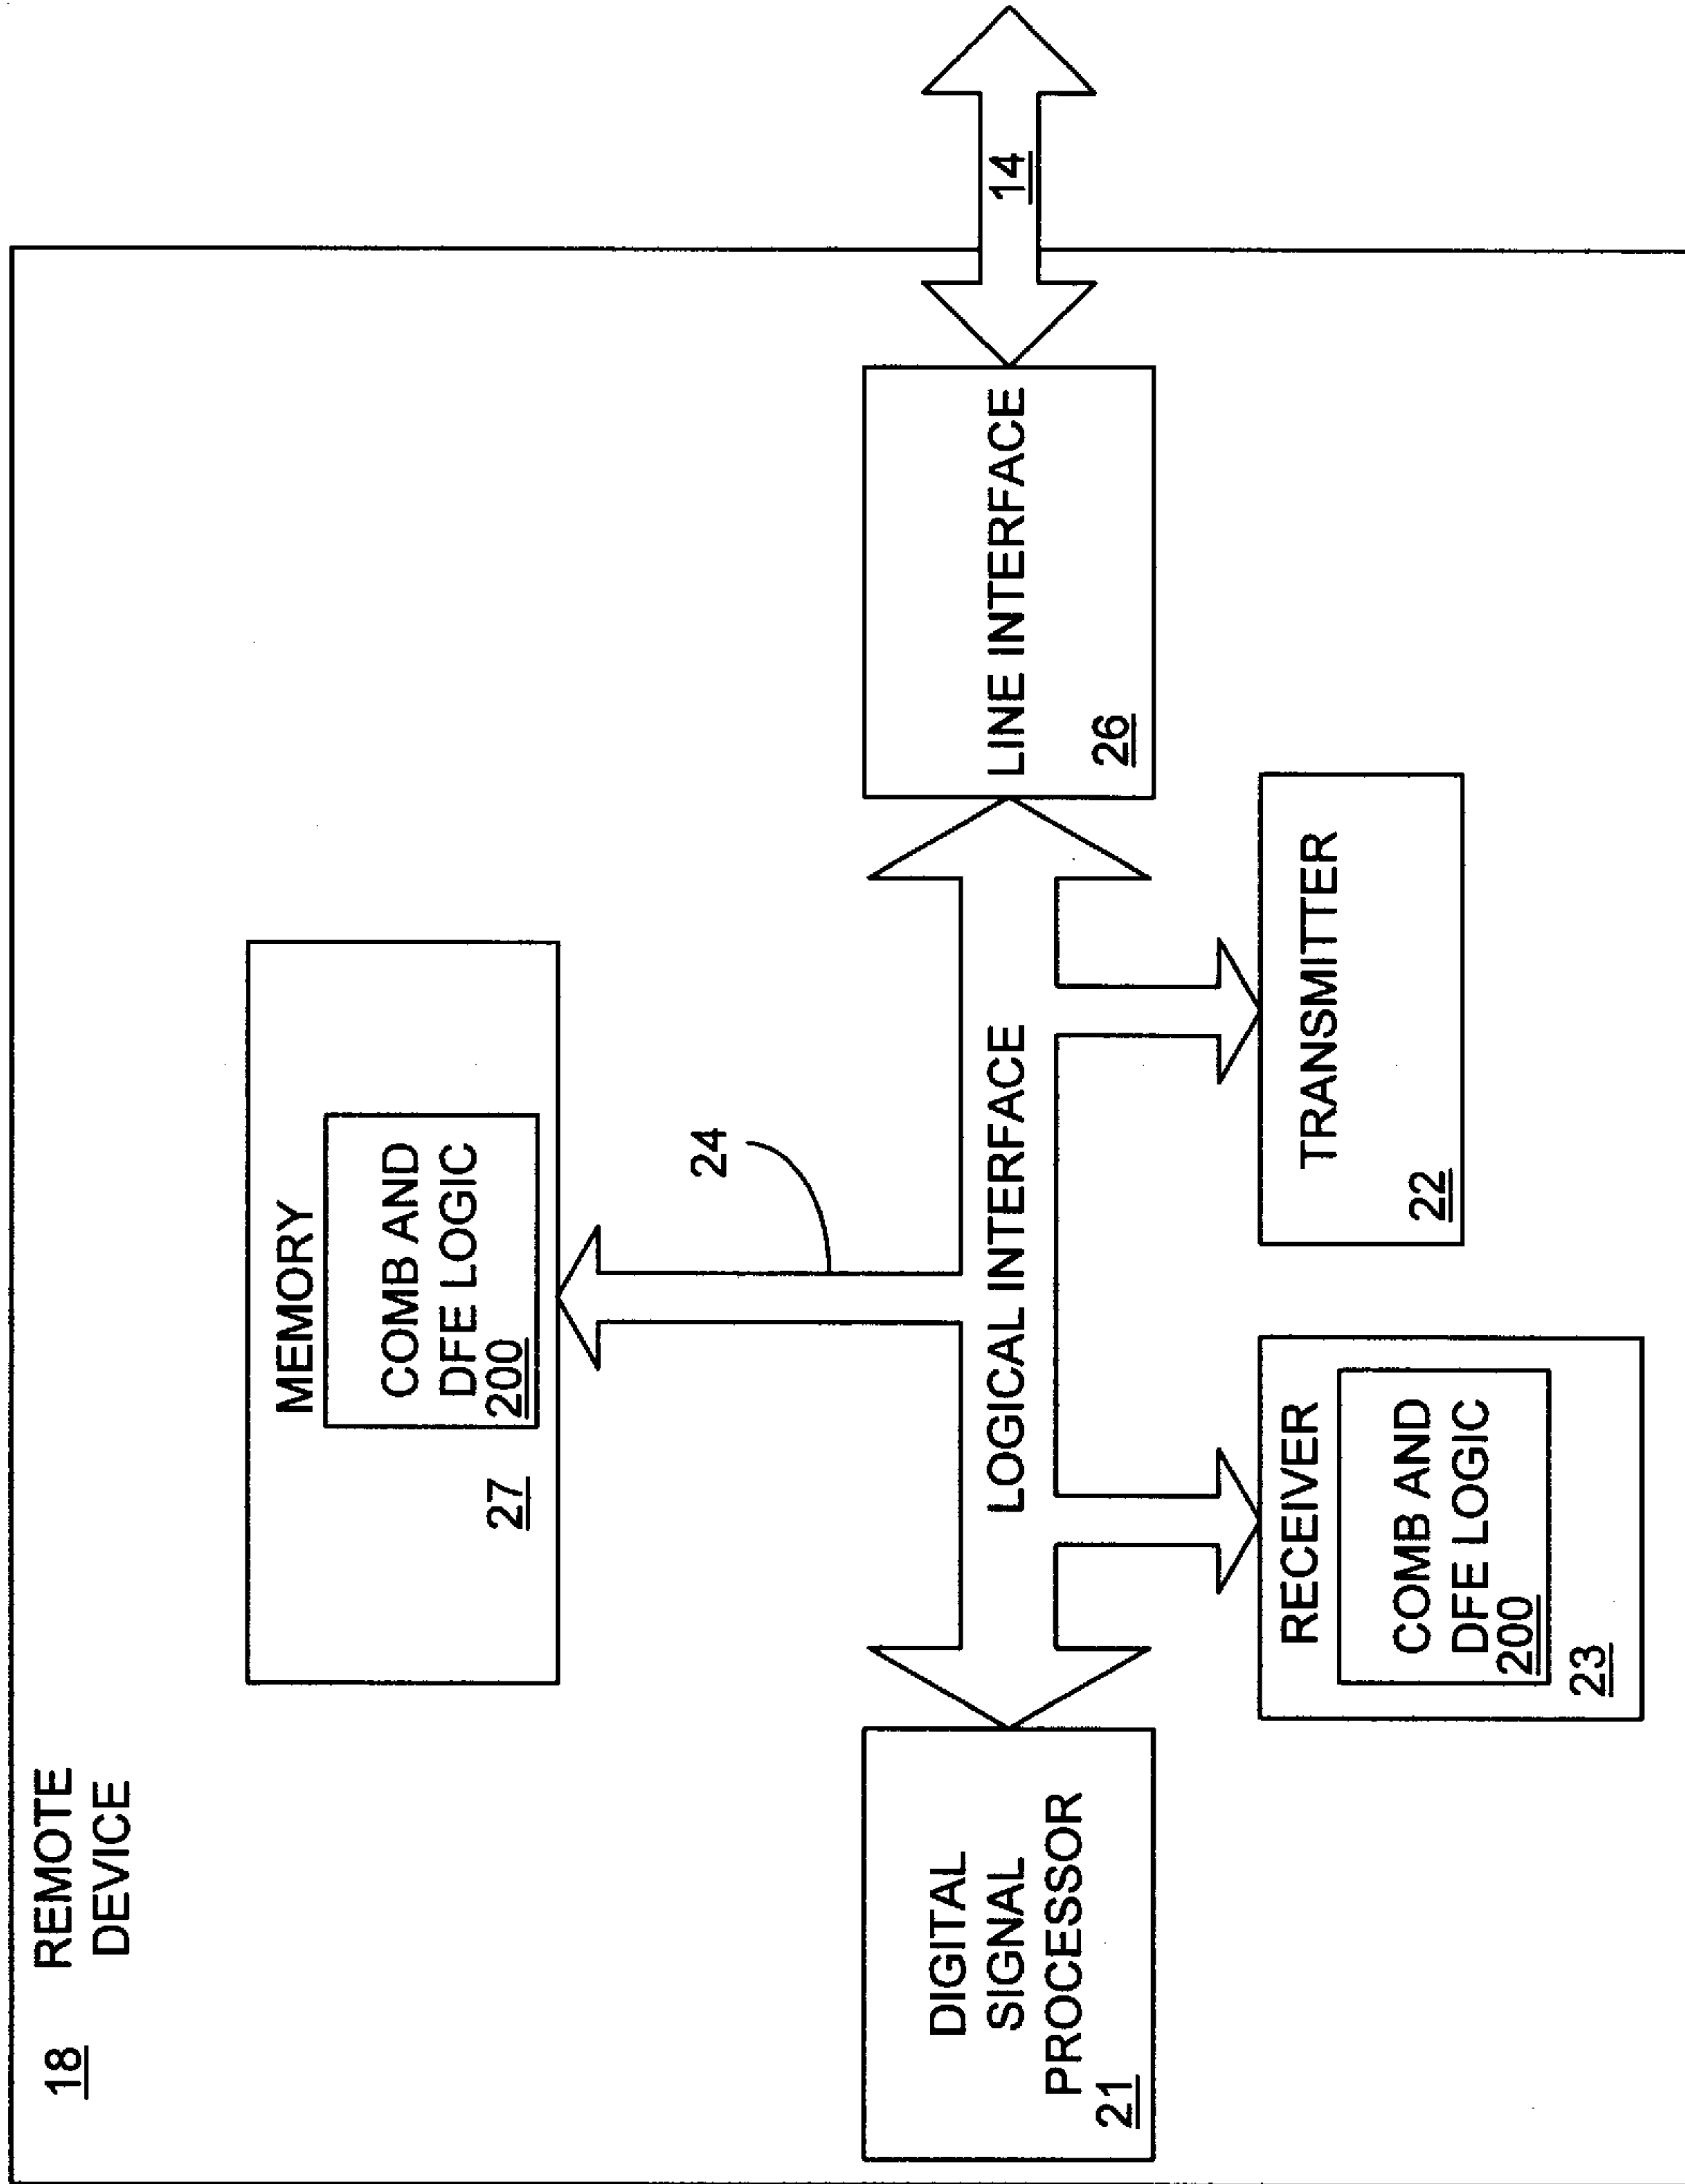 18 REMOTE
DEVICE
MEMORY
COMB AND
DFE LOGIC
200
27
24
DIGITAL
SIGNAL
PROCESSOR
21
LOGICAL INTERFACE
LINE INTERFACE
26
14
RECEIVER
COMB AND
DFE LOGIC
200
23
TRANSMITTER
22